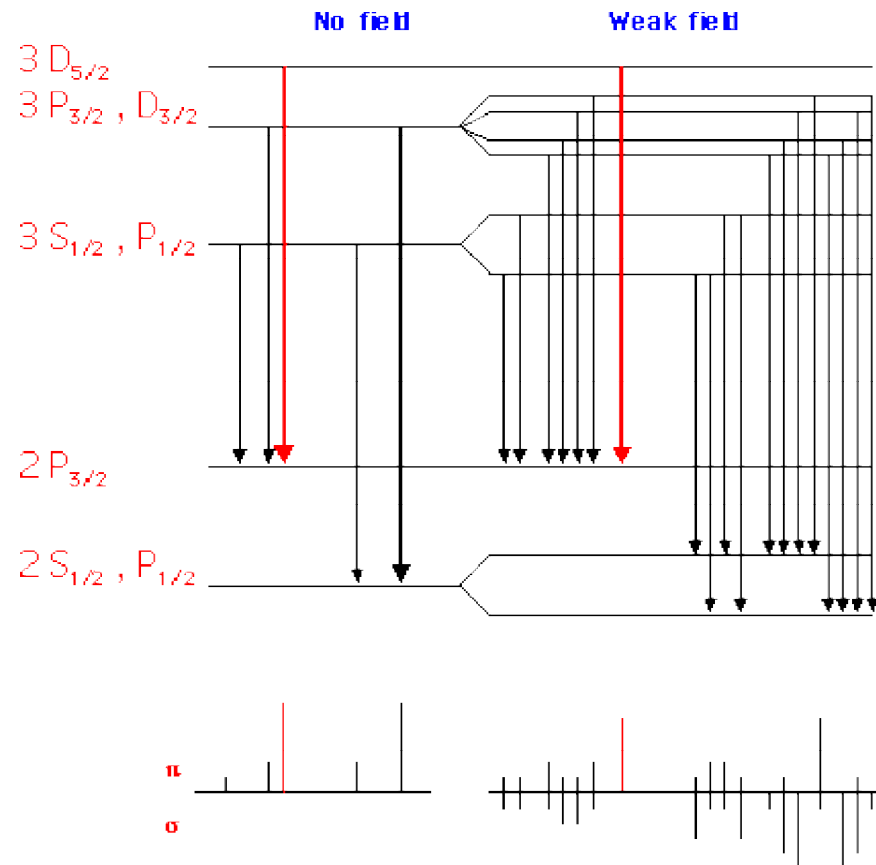 No field Weak field
3 D5/2
3 P3/2 , D3/2
3 S1/2 , P1/2
2 P3/2
2 S1/2 , P1/2
π
σ